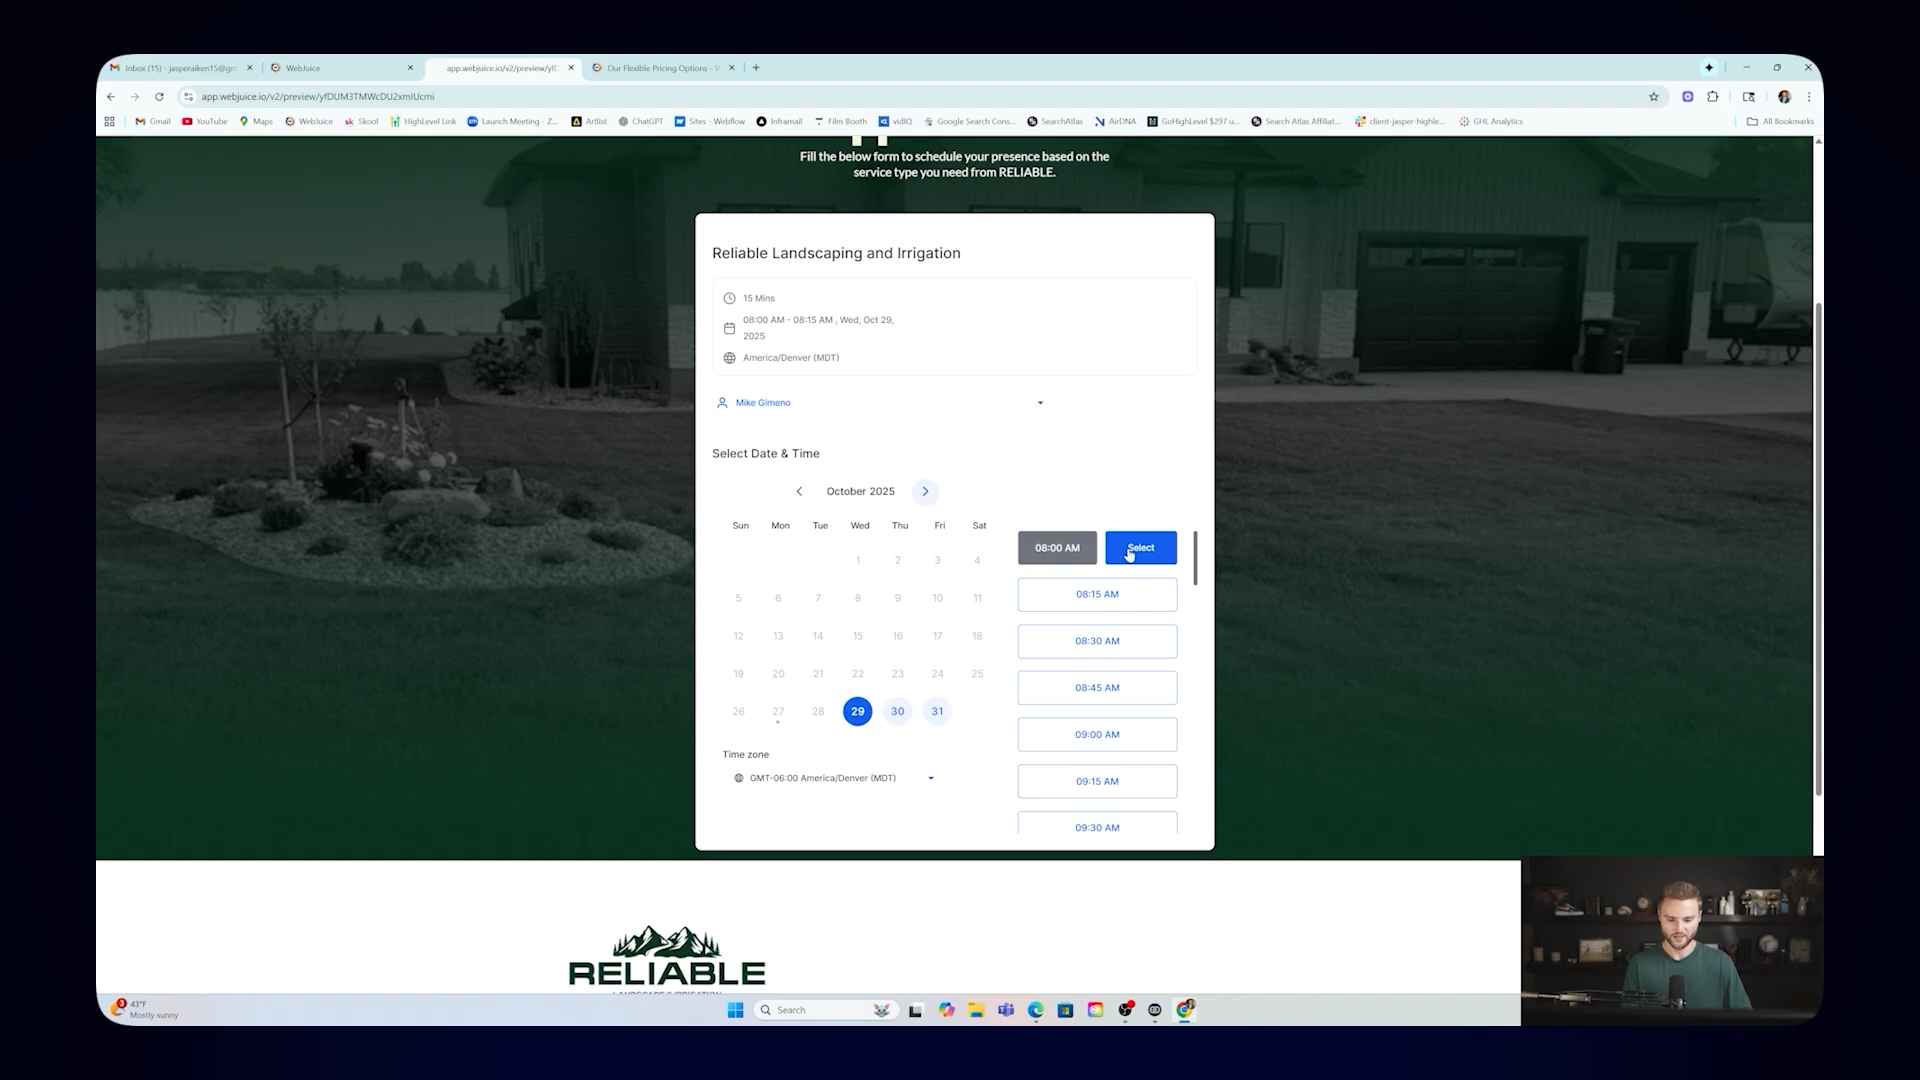 Inbox (15) - jasperaiken15@gm
WebJuice
app.webjuice.io/v2/preview/yfD
Our Flexible Pricing Options -
app.webjuice.io/v2/preview/yfDUM3TMWcDU2xmIUcmi
Gmail
YouTube
Maps
WebJuice
sk Skool
HighLevel Link
Launch Meeting - Z...
Artlist
ChatGPT
Sites - Webflow
Inframail
Film Booth
vidIQ
Google Search Cons...
SearchAtlas
AirDNA
GoHighLevel $297 u...
Search Atlas Affiliat...
client-jasper-highle...
GHL Analytics
All Bookmarks
Fill the below form to schedule your presence based on the
service type you need from RELIABLE.
Reliable Landscaping and Irrigation
15 Mins
08:00 AM - 08:15 AM , Wed, Oct 29,
2025
America/Denver (MDT)
Mike Gimeno
Select Date & Time
October 2025
Sun Mon Tue Wed Thu Fri Sat
1 2 3 4
5 6 7 8 9 10 11
12 13 14 15 16 17 18
19 20 21 22 23 24 25
26 27 28 29 30 31
Time zone
GMT-06:00 America/Denver (MDT)
08:00 AM
Select
08:15 AM
08:30 AM
08:45 AM
09:00 AM
09:15 AM
09:30 AM
RELIABLE
3
43°F
Mostly sunny
Search